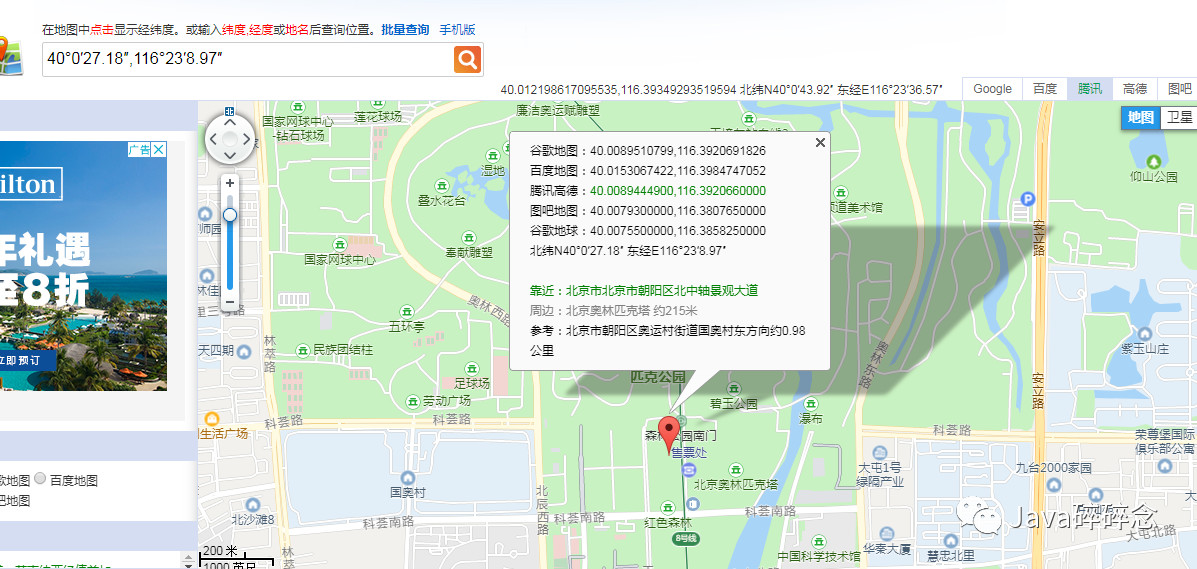 在地图中点击显示经纬度。或输入纬度,经度或地名后查询位置。批量查询 手机版
40°0′27.18″,116°23′8.97″
40.012198617095535,116.39349293519594 北纬N40°0′43.92″ 东经E116°23′36.57″
Google 百度 腾讯 高德 图吧
地图 卫星
廉洁奥运赋雕塑
国家网球中心-钻石球场
莲花球场
湿地
叠水花台
奉献雕塑
国家网球中心
奥林西路
五环亭
民族团结柱
足球场
劳动广场
林萃路
科荟路
国奥村
北沙滩8
科荟南路
北辰西路
科荟南路
谷歌地图：40.0089510799,116.3920691826
百度地图：40.0153067422,116.3984747052
腾讯高德：40.0089444900,116.3920660000
图吧地图：40.0079300000,116.3807650000
谷歌地球：40.0075500000,116.3858250000
北纬N40°0′27.18″ 东经E116°23′8.97″
靠近：北京市北京市朝阳区北中轴景观大道
周边：北京奥林匹克塔 约215米
参考：北京市朝阳区奥运村街道国奥村东方向约0.98
公里
匹克公园
碧玉公园
瀑布
售票处
北京奥林匹克塔
红色森林
8号线
科荟南路
中国科学技术馆
奥林东路
科荟路
安立路
安立路
P
仰山公园
紫玉山庄
荣尊堡国际
俱乐部公寓
九台2000家园
大屯1号
绿隔产业
华秦大厦
慧忠北里
大屯北路
Java碎碎念
广告
ilton
年礼遇
至8折
立即预订
生活广场
天四期
歌地图 百度地图
吧地图
200 米
1000 英尺